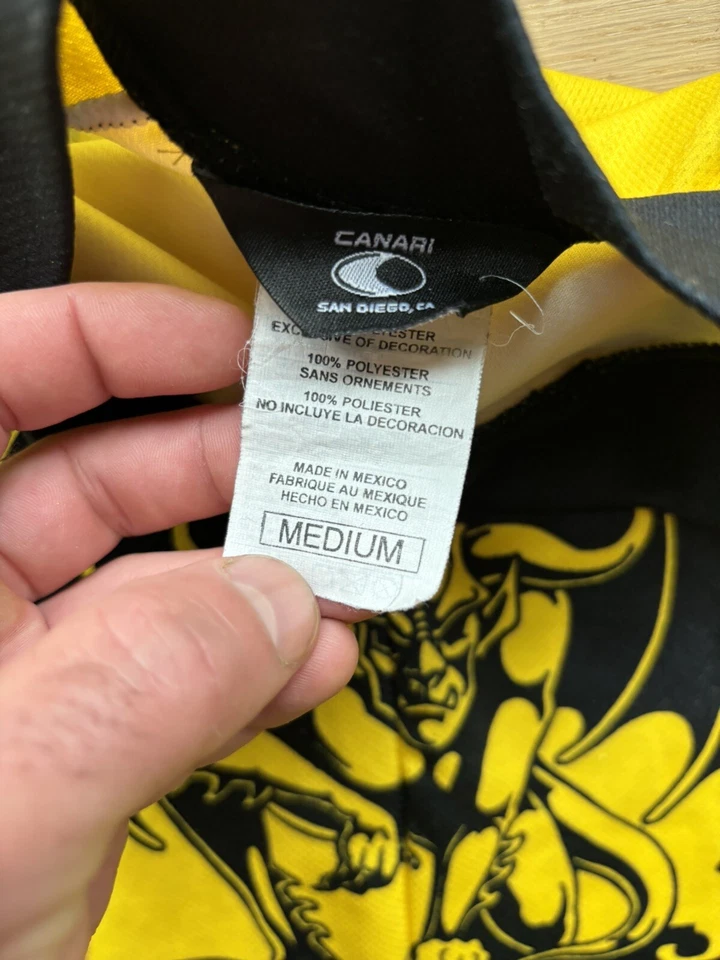 CANARI
SAN DIEGO, CA
EXCLUSIVE OF DECORATION
100% POLYESTER
SANS ORNEMENTS
100% POLIESTER
NO INCLUYE LA DECORACION
MADE IN MEXICO
FABRIQUE AU MEXIQUE
HECHO EN MEXICO
MEDIUM